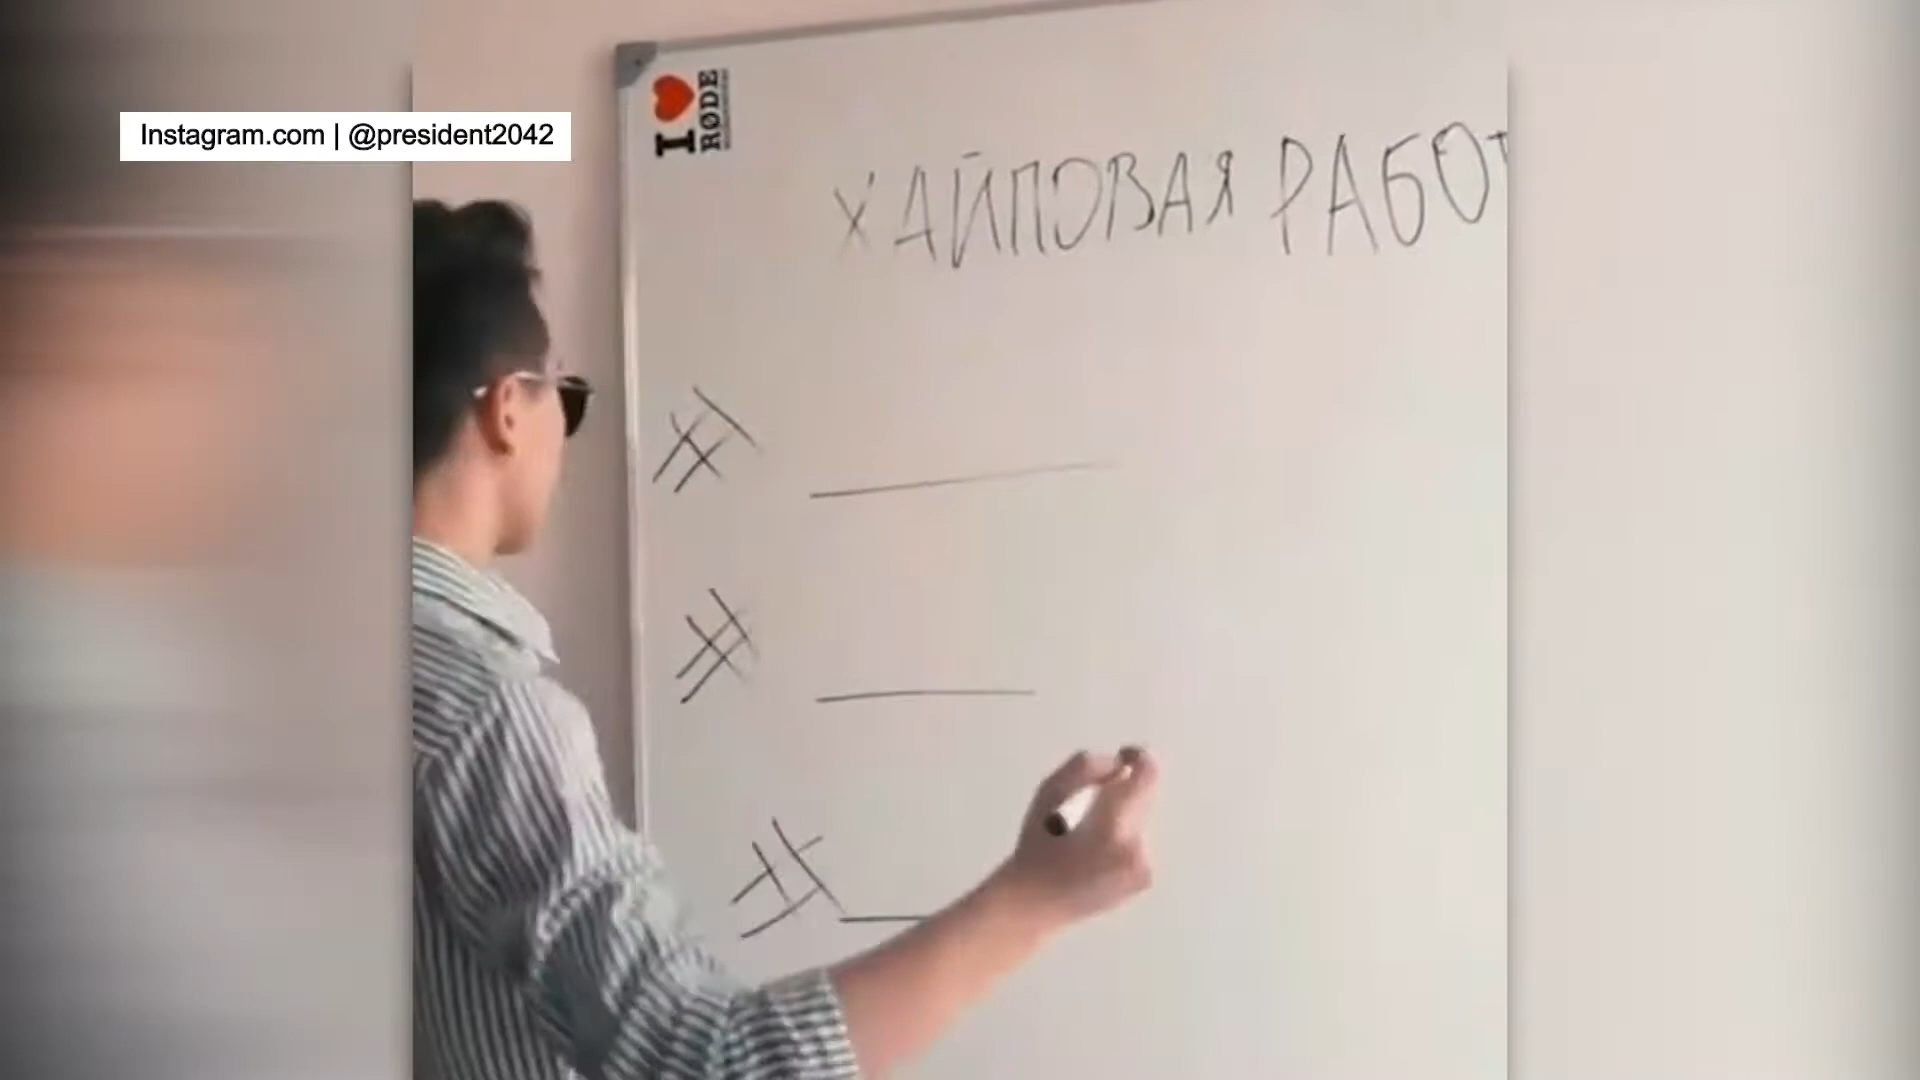 Instagram.com | @president2042
I ❤ RØDE
ХАЙПОВАЯ РАБОТ
#
#
#